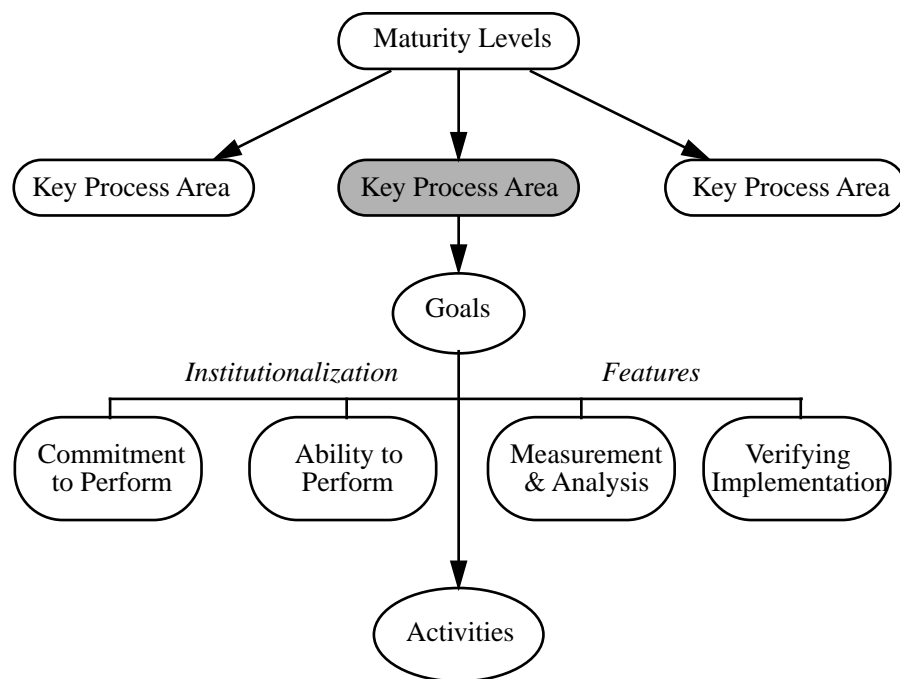 Maturity Levels
Key Process Area
Key Process Area
Key Process Area
Goals
Institutionalization
Features
Commitment
to Perform
Ability to
Perform
Measurement
& Analysis
Verifying
Implementation
Activities